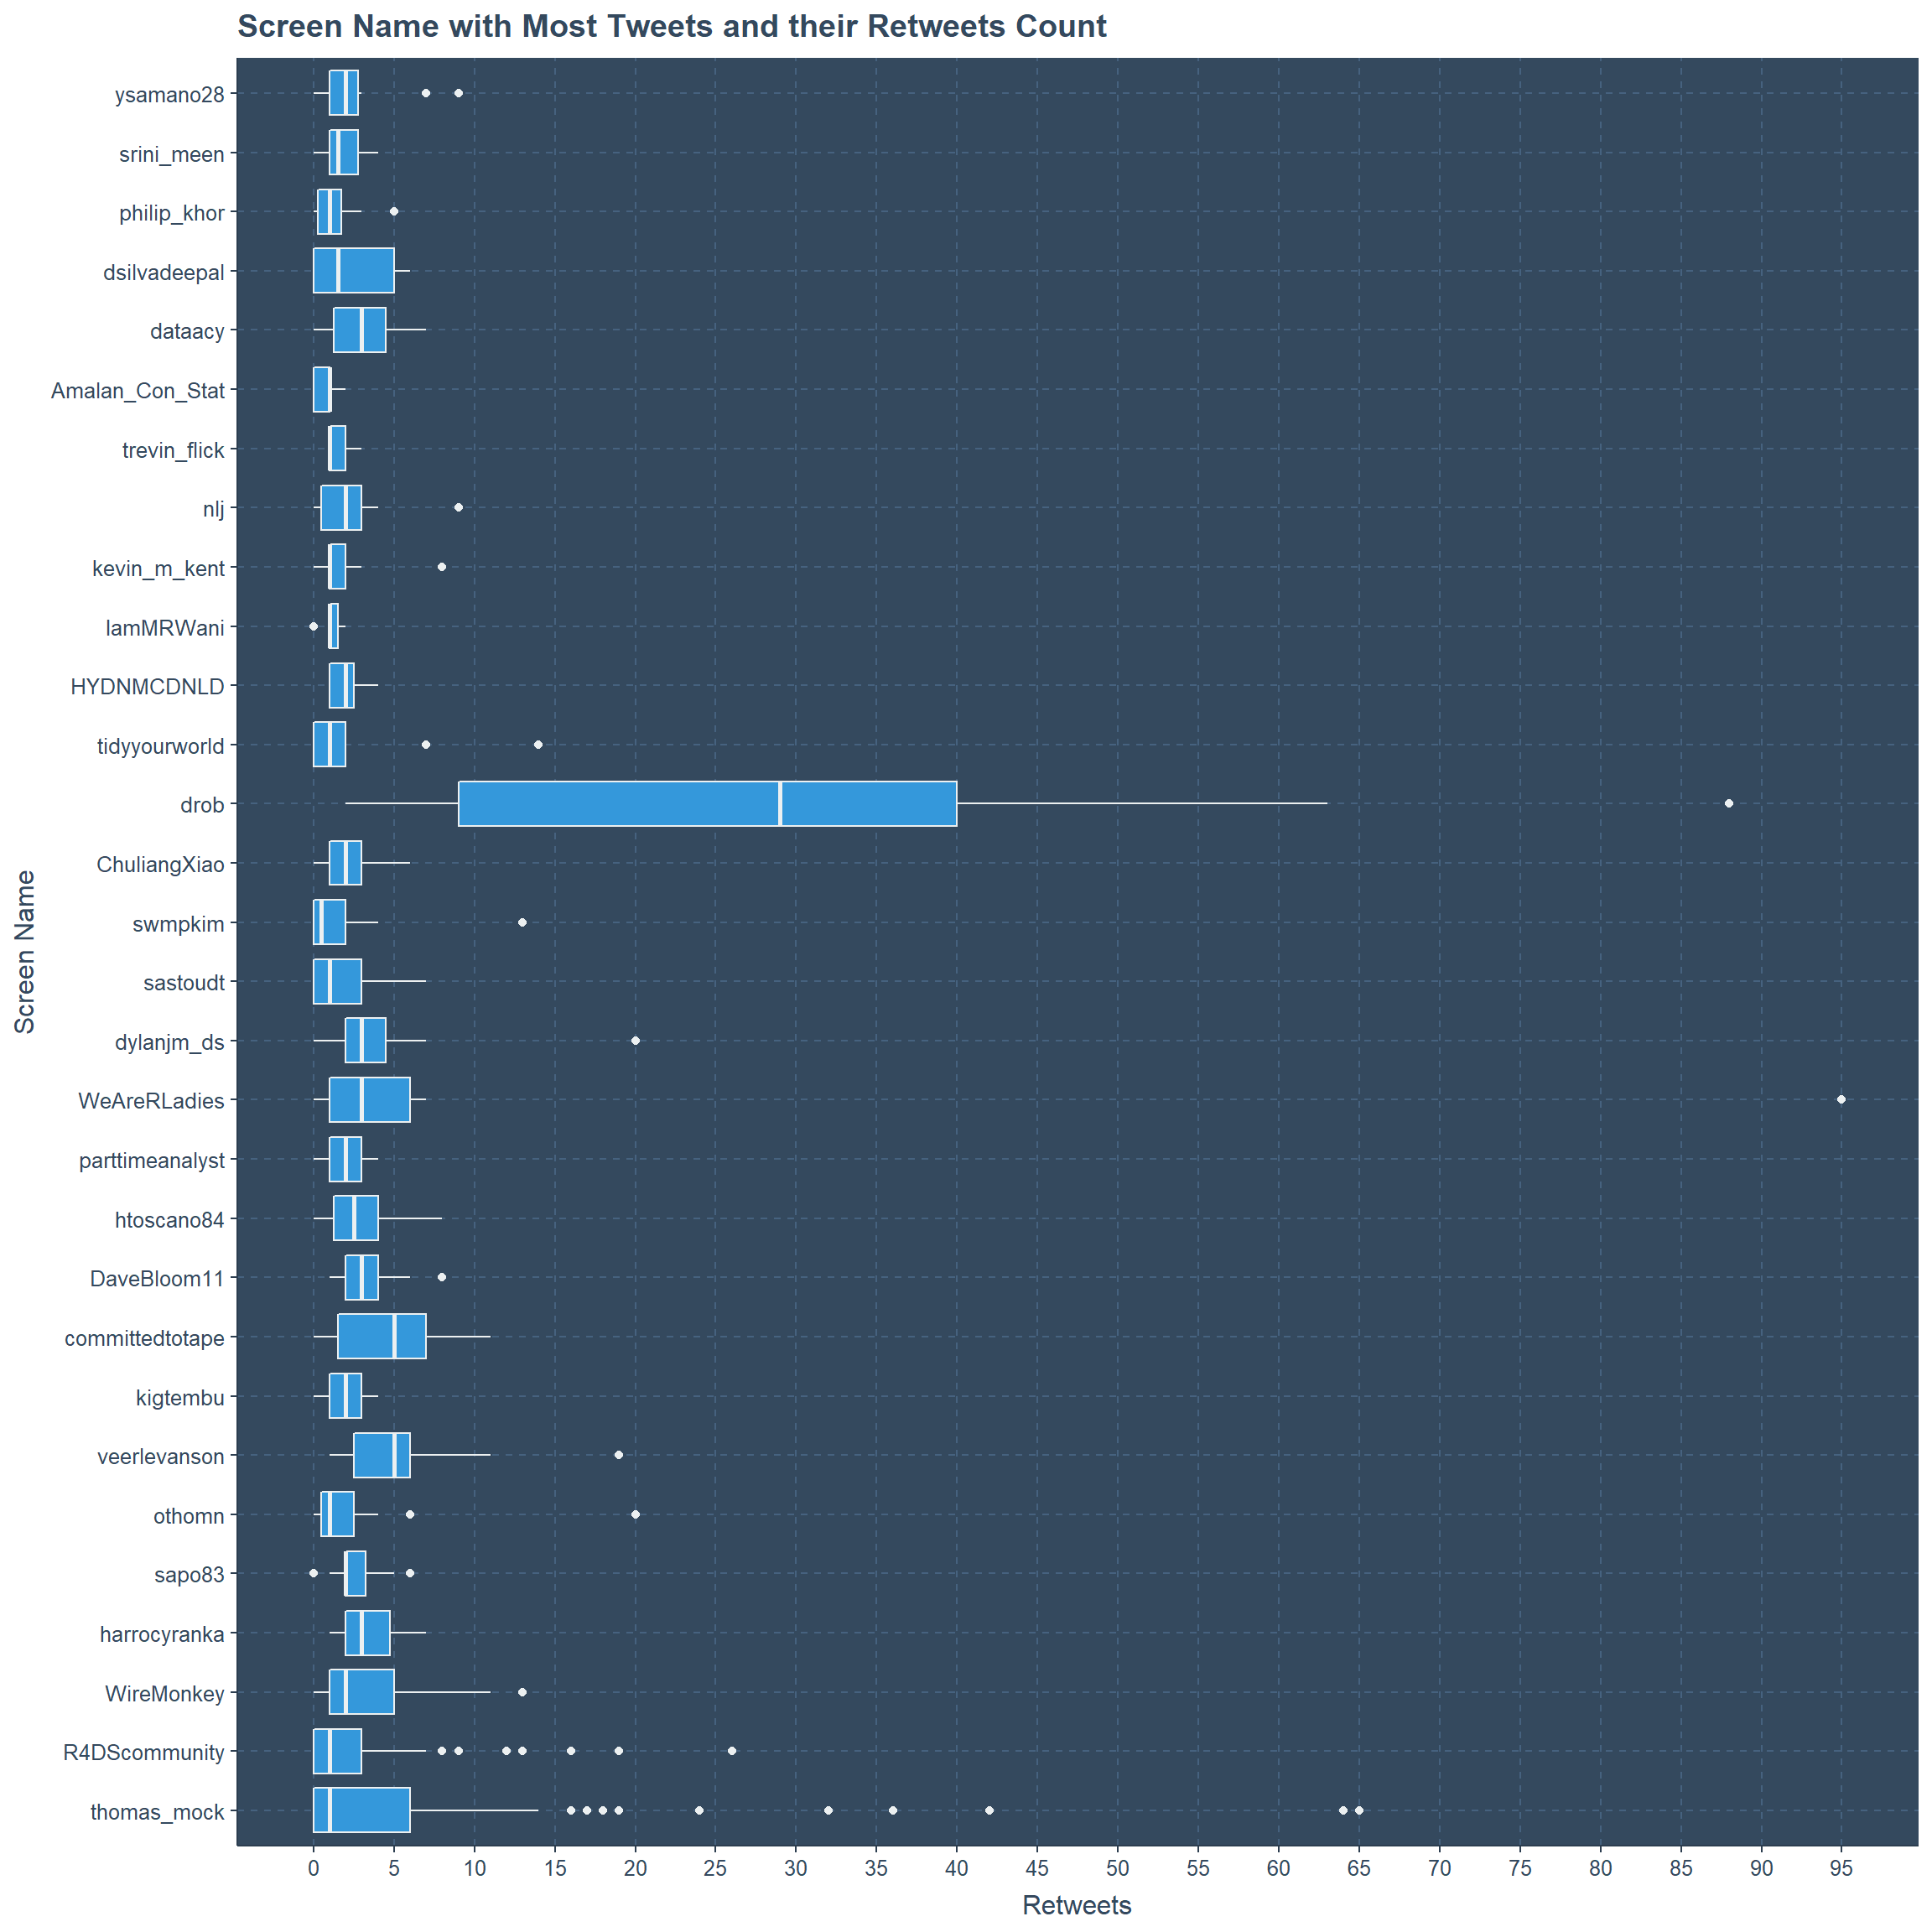 Screen Name with Most Tweets and their Retweets Count
Screen Name
ysamano28
srini_meen
philip_khor
dsilvadeepal
dataacy
Amalan_Con_Stat
trevin_flick
nlj
kevin_m_kent
IamMRWani
HYDNMCDNLD
tidyyourworld
drob
ChuliangXiao
swmpkim
sastoudt
dylanjm_ds
WeAreRLadies
parttimeanalyst
htoscano84
DaveBloom11
committedtotape
kigtembu
veerlevanson
othomn
sapo83
harrocyranka
WireMonkey
R4DScommunity
thomas_mock
0 5 10 15 20 25 30 35 40 45 50 55 60 65 70 75 80 85 90 95
Retweets